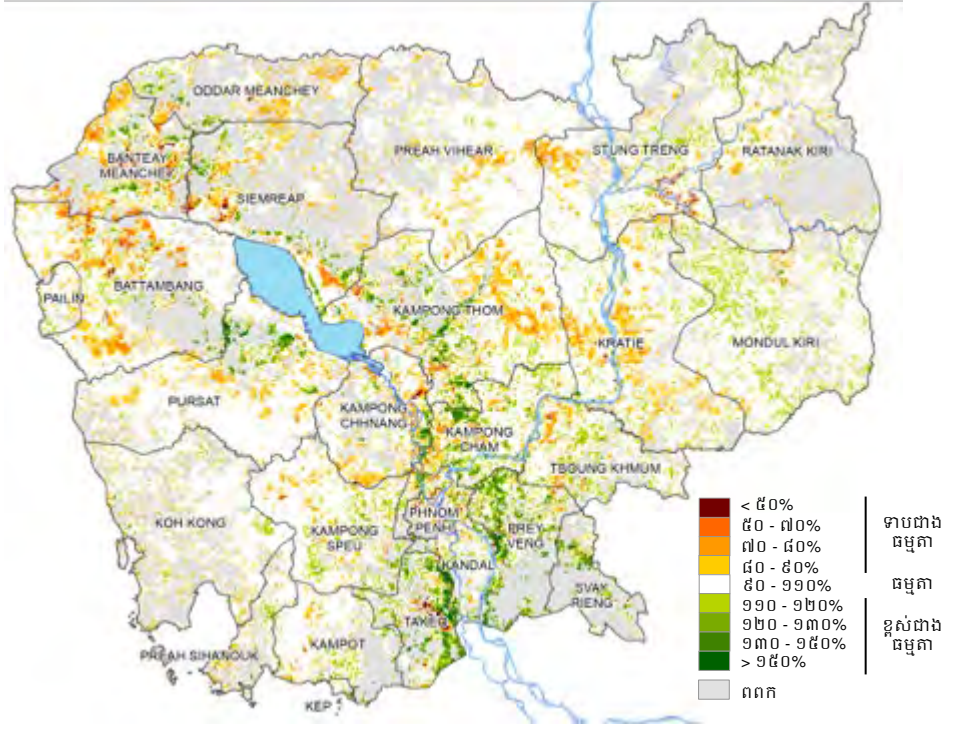 ODDAR MEANCHEY
BANTEAY
MEANCHEY
SIEMREAP
PREAH VIHEAR
STUNG TRENG
RATANAK KIRI
PAILIN
BATTAMBANG
KAMPONG THOM
KRATIE
MONDUL KIRI
PURSAT
KAMPONG
CHHNANG
KAMPONG
CHAM
TBOUNG KHMUM
KOH KONG
KAMPONG
SPEU
PHNOM
PENH
PREY
VENG
KANDAL
SVAY
RIENG
TAKEO
KAMPOT
PREAH SIHANOUK
KEP
< ៥០%
៥០ - ៧០%
៧០ - ៨០%
៨០ - ៩០%
៩០ - ១១០%
១១០ - ១២០%
១២០ - ១៣០%
១៣០ - ១៥០%
> ១៥០%
ពពក
ទាបជាង
ធម្មតា
ធម្មតា
ខ្ពស់ជាង
ធម្មតា